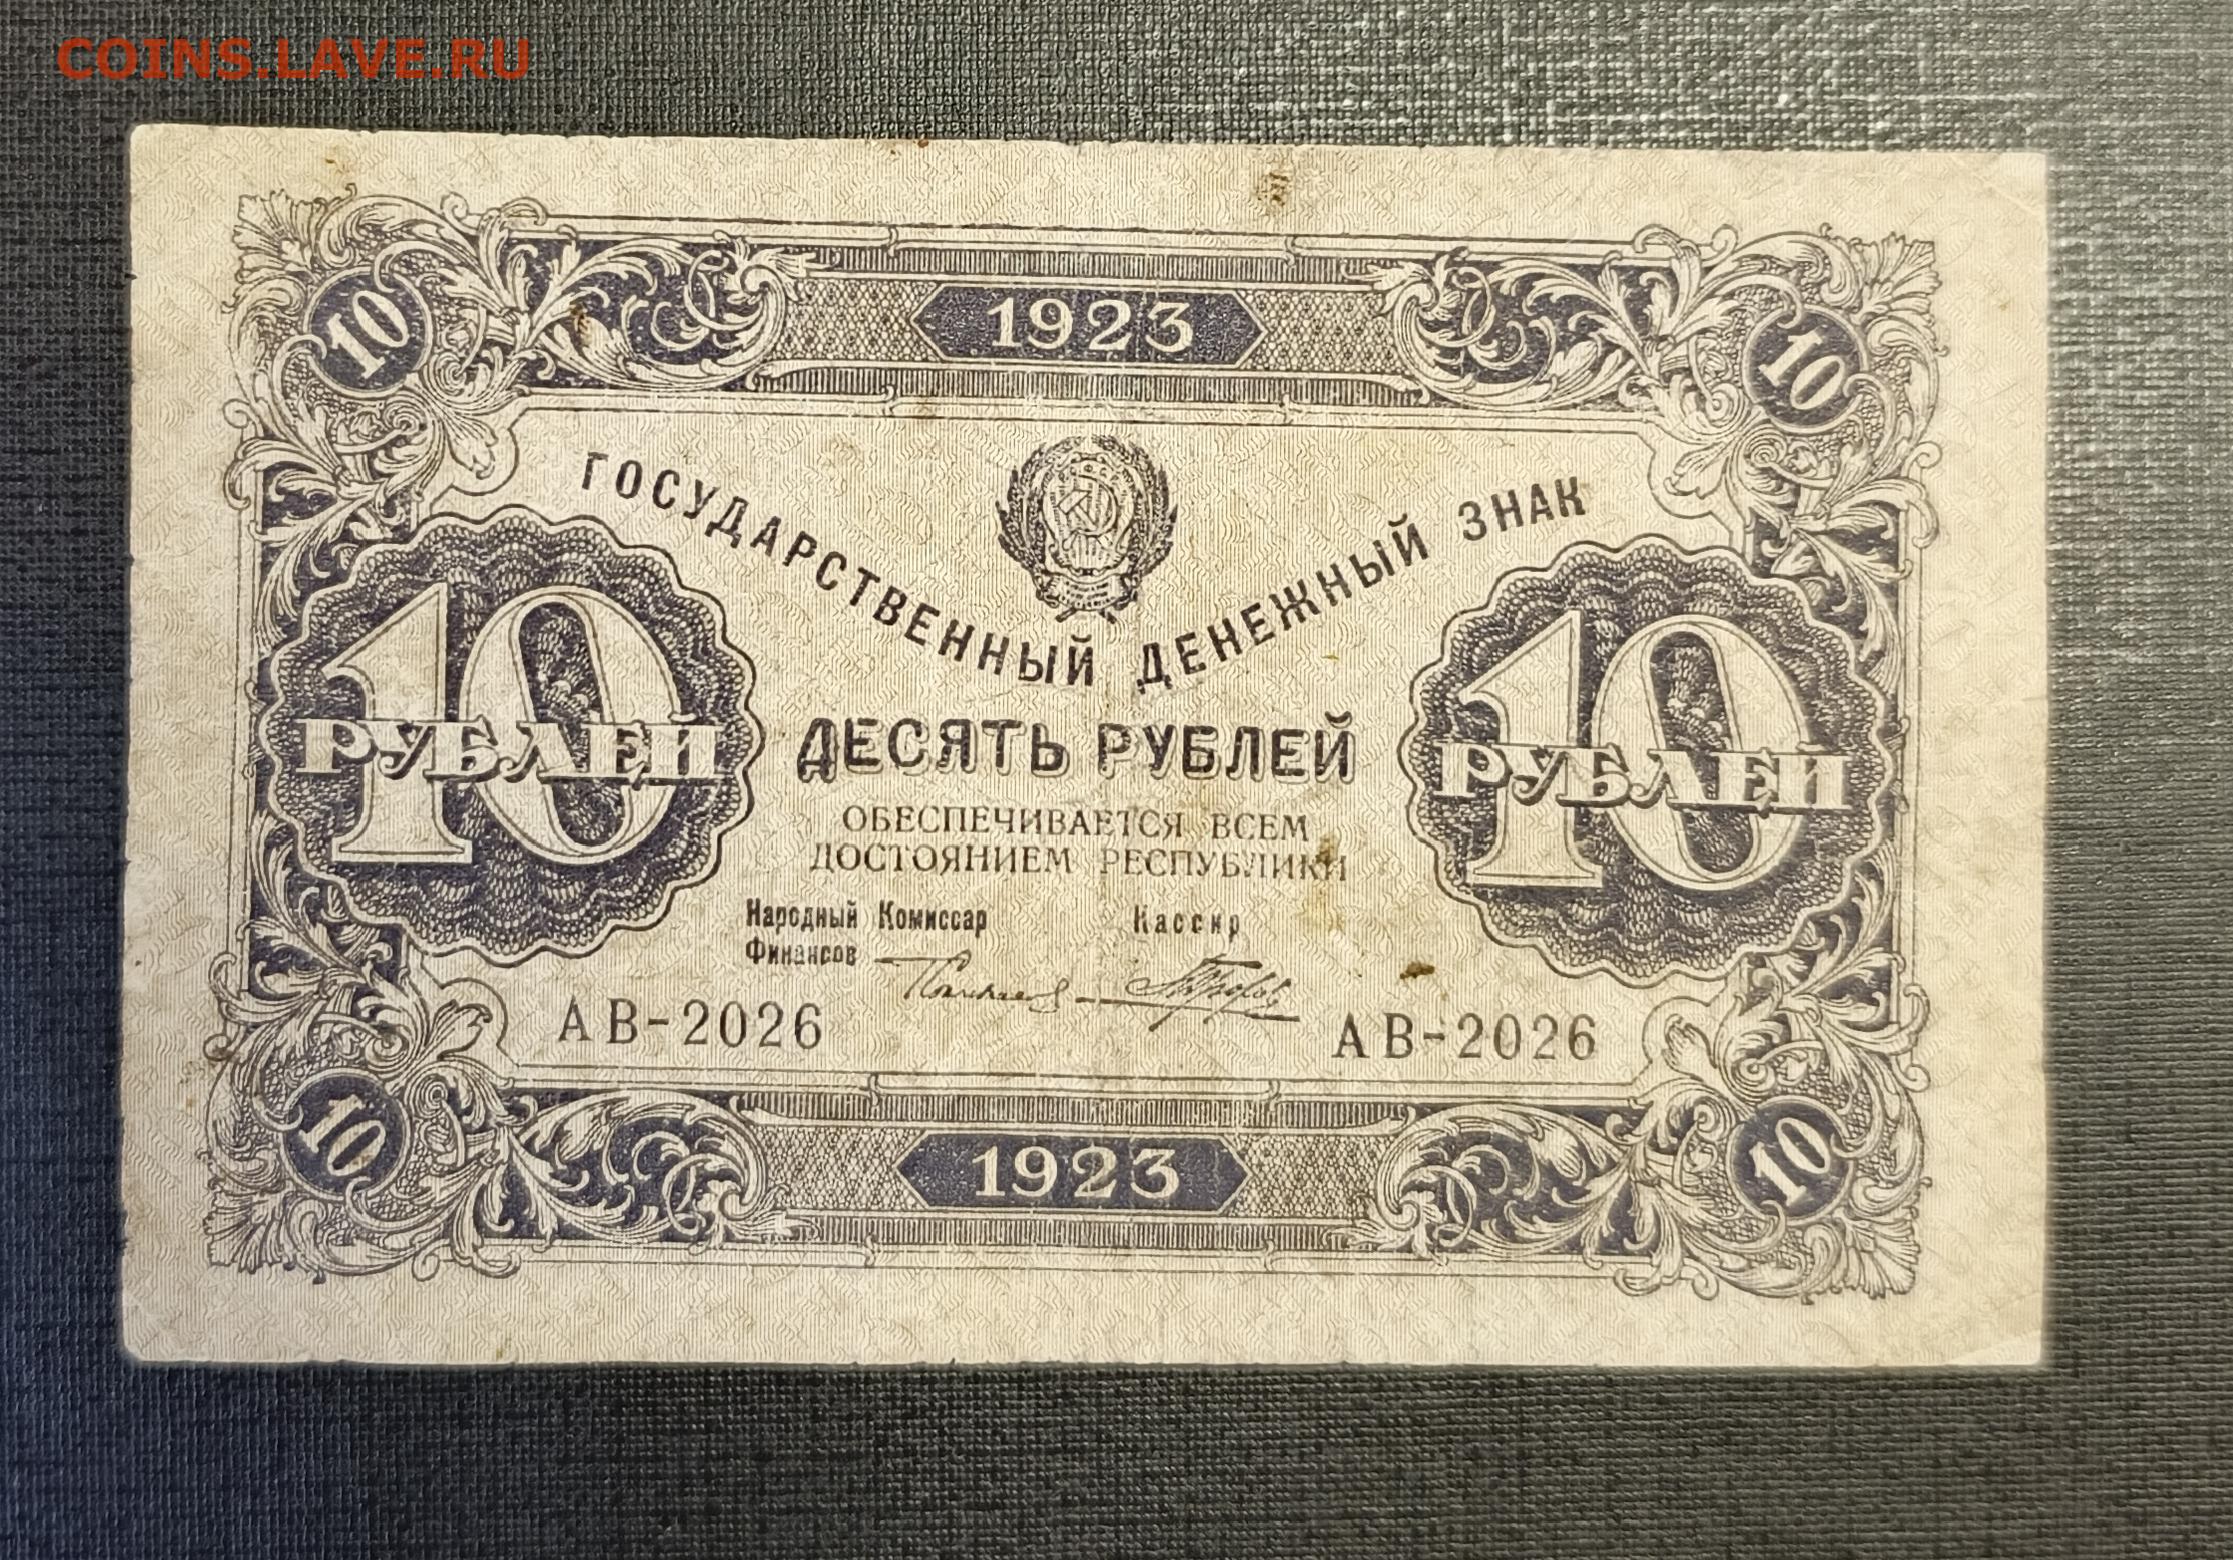 COINS.LAVE.RU
1923
10 10
ГОСУДАРСТВЕННЫЙ ДЕНЕЖНЫЙ ЗНАК
10 РУБЛЕЙ
ДЕСЯТЬ РУБЛЕЙ
10 РУБЛЕЙ
ОБЕСПЕЧИВАЕТСЯ ВСЕМ
ДОСТОЯНИЕМ РЕСПУБЛИКИ
Народный Комиссар
Финансов
Кассир
АВ-2026 АВ-2026
10 10
1923